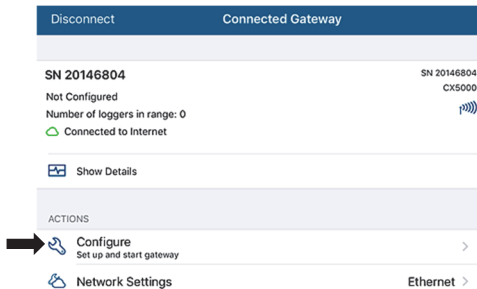 Disconnect Connected Gateway
SN 20146804 SN 20146804
Not Configured CX5000
Number of loggers in range: 0
Connected to Internet
Show Details
ACTIONS
Configure
Set up and start gateway
Network Settings Ethernet